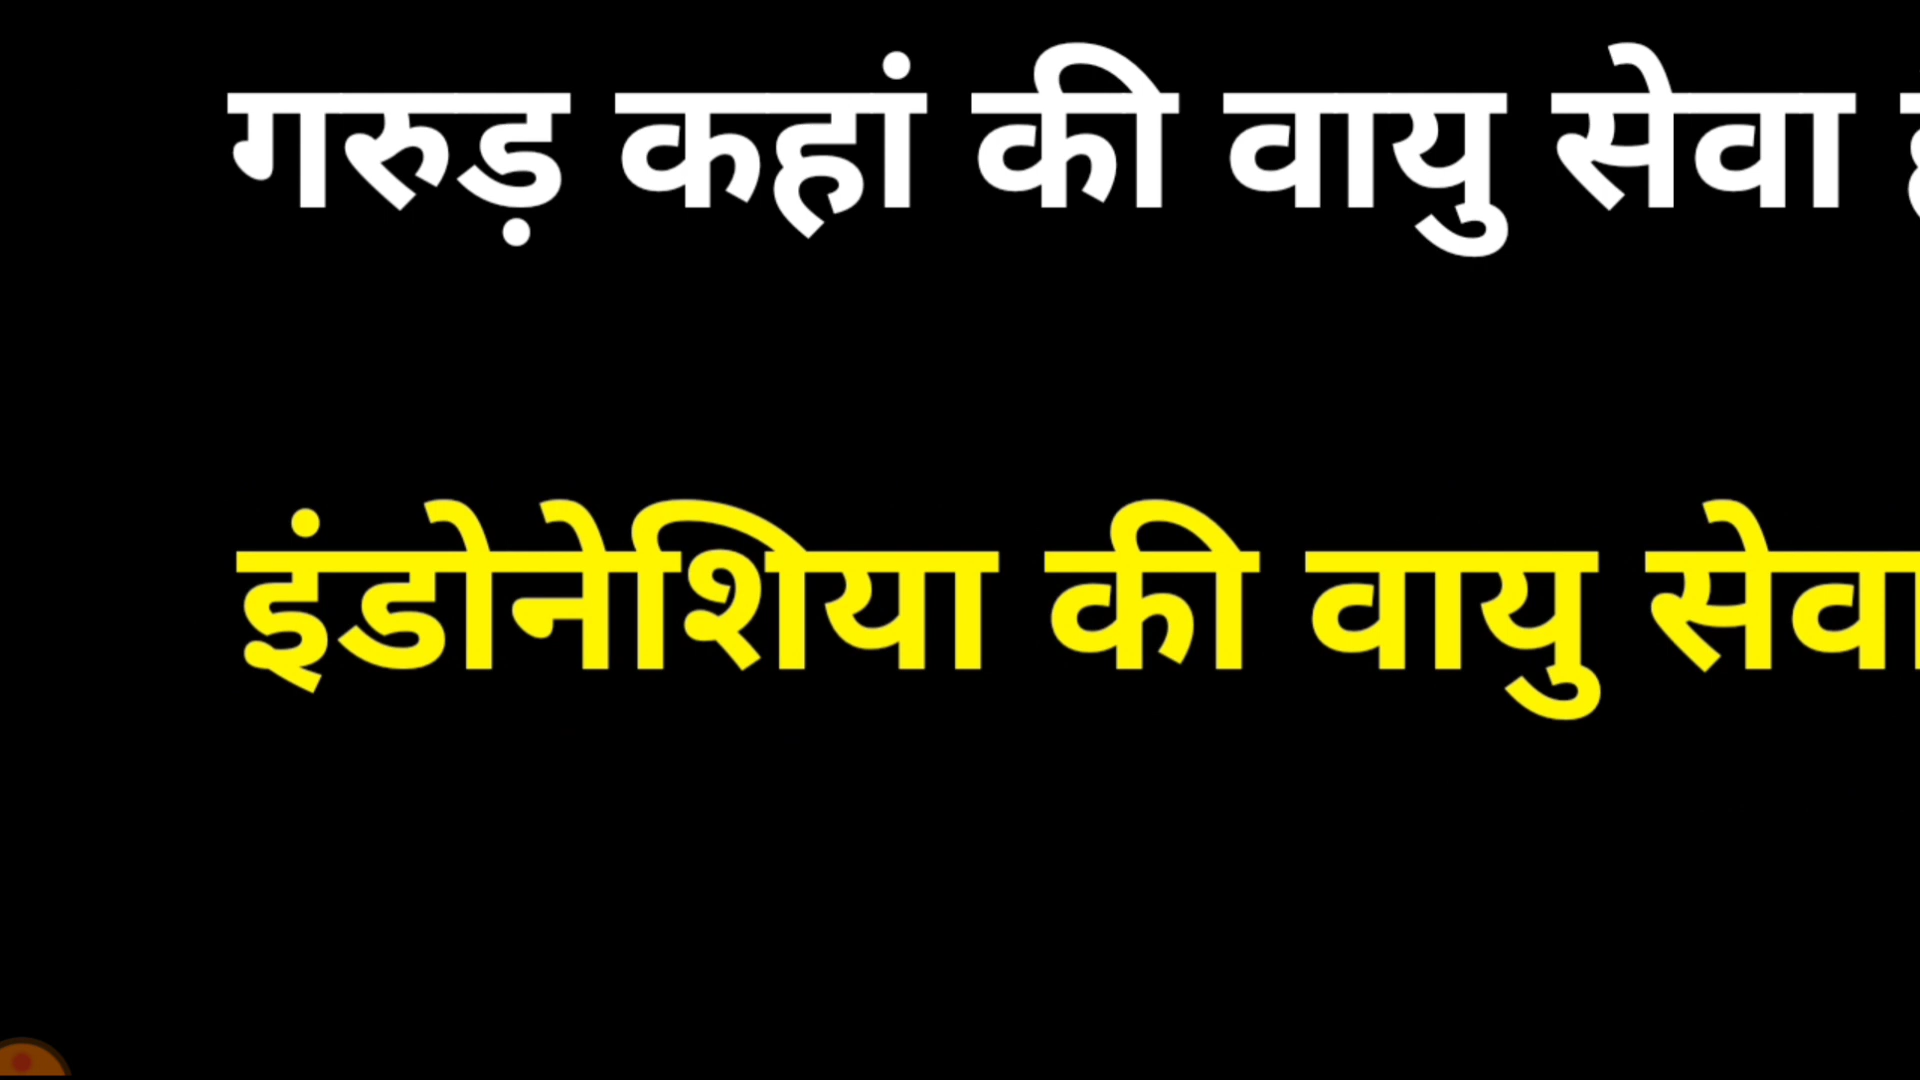 गरुड़ कहां की वायु सेवा
इंडोनेशिया की वायु सेवा